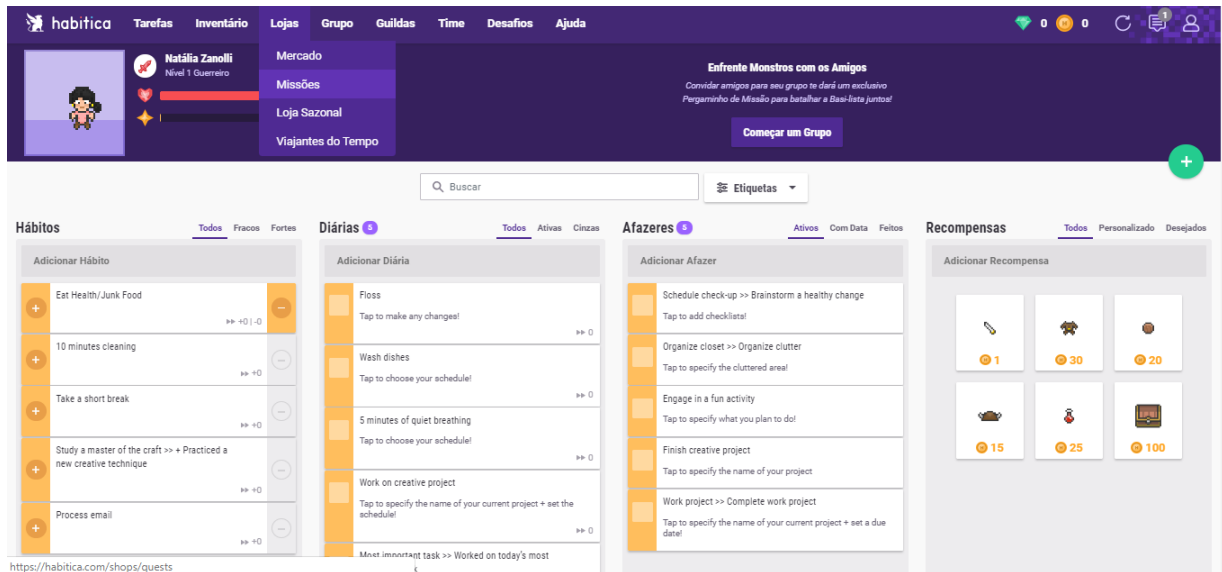 habitica Tarefas Inventário Lojas Grupo Guildas Time Desafios Ajuda 0 0 1
Natália Zanolli
Nível 1 Guerreiro
Mercado
Missões
Loja Sazonal
Viajantes do Tempo
Enfrente Monstros com os Amigos
Convidar amigos para seu grupo te dará um exclusivo
Pergaminho de Missão para batalhar a Basi-lista juntos!
Começar um Grupo
+
Buscar
Etiquetas
Hábitos
Todos Fracos Fortes
Adicionar Hábito
Eat Health/Junk Food
+0 | -0
10 minutes cleaning
+0
Take a short break
+0
Study a master of the craft >> + Practiced a
new creative technique
+0
Process email
+0
Diárias 5
Todos Ativas Cinzas
Adicionar Diária
Floss
Tap to make any changes!
0
Wash dishes
Tap to choose your schedule!
0
5 minutes of quiet breathing
Tap to choose your schedule!
0
Work on creative project
Tap to specify the name of your current project + set the
schedule!
0
Most important task >> Worked on today's most
Afazeres 5
Ativos Com Data Feitos
Adicionar Afazer
Schedule check-up >> Brainstorm a healthy change
Tap to add checklists!
Organize closet >> Organize clutter
Tap to specify the cluttered area!
Engage in a fun activity
Tap to specify what you plan to do!
Finish creative project
Tap to specify the name of your project
Work project >> Complete work project
Tap to specify the name of your current project + set a due
date!
Recompensas
Todos Personalizado Desejados
Adicionar Recompensa
1 30 20
15 25 100
https://habitica.com/shops/quests